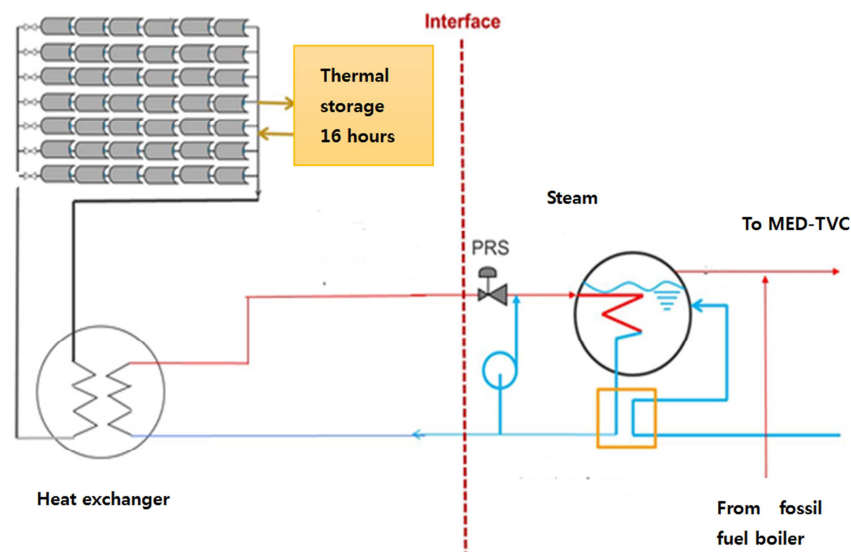 Interface
Thermal
storage
16 hours
Steam
To MED-TVC
PRS
Heat exchanger
From fossil
fuel boiler